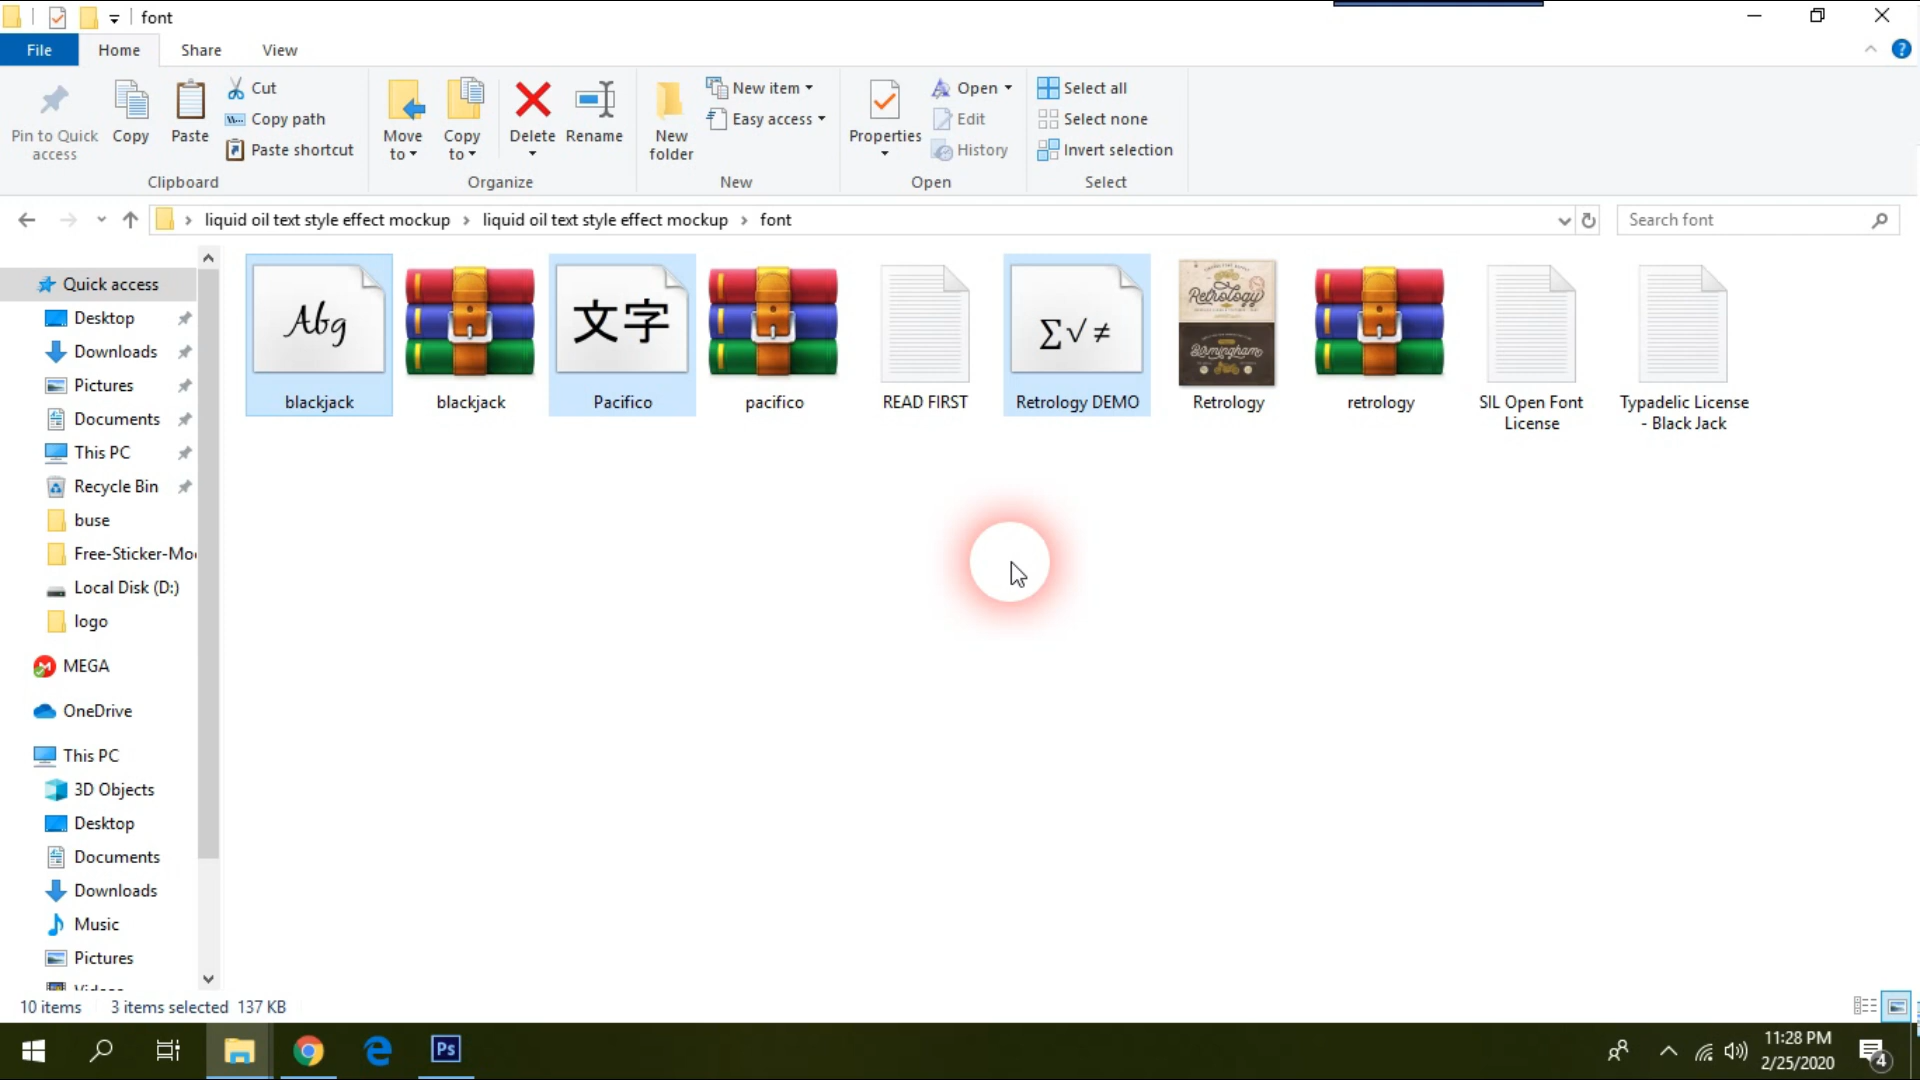 font
File Home Share View
Pin to Quick access
Copy
Paste
Cut
Copy path
Paste shortcut
Clipboard
Move to
Copy to
Delete
Rename
Organize
New folder
New item
Easy access
New
Properties
Open
Edit
History
Open
Select all
Select none
Invert selection
Select
liquid oil text style effect mockup > liquid oil text style effect mockup > font
Search font
Quick access
Desktop
Downloads
Pictures
Documents
This PC
Recycle Bin
buse
Free-Sticker-Mo
Local Disk (D:)
logo
MEGA
OneDrive
This PC
3D Objects
Desktop
Documents
Downloads
Music
Pictures
Videos
Abg
文字
∑√≠
Retrology
Birmingham
blackjack
blackjack
Pacifico
pacifico
READ FIRST
Retrology DEMO
Retrology
retrology
SIL Open Font
License
Typadelic License
- Black Jack
10 items 3 items selected 137 KB
Ps
11:28 PM
2/25/2020
4